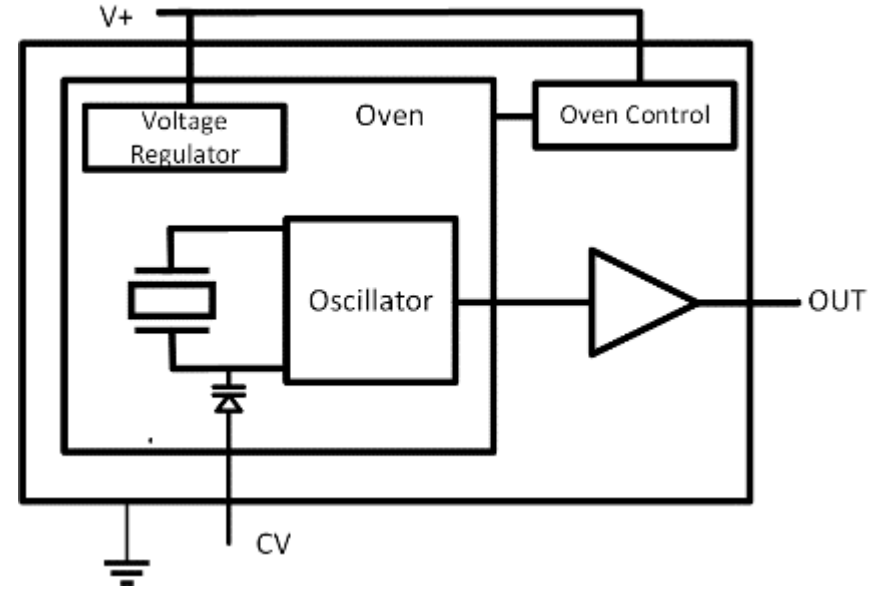 V+
Voltage
Regulator
Oven
Oven Control
Oscillator
OUT
CV